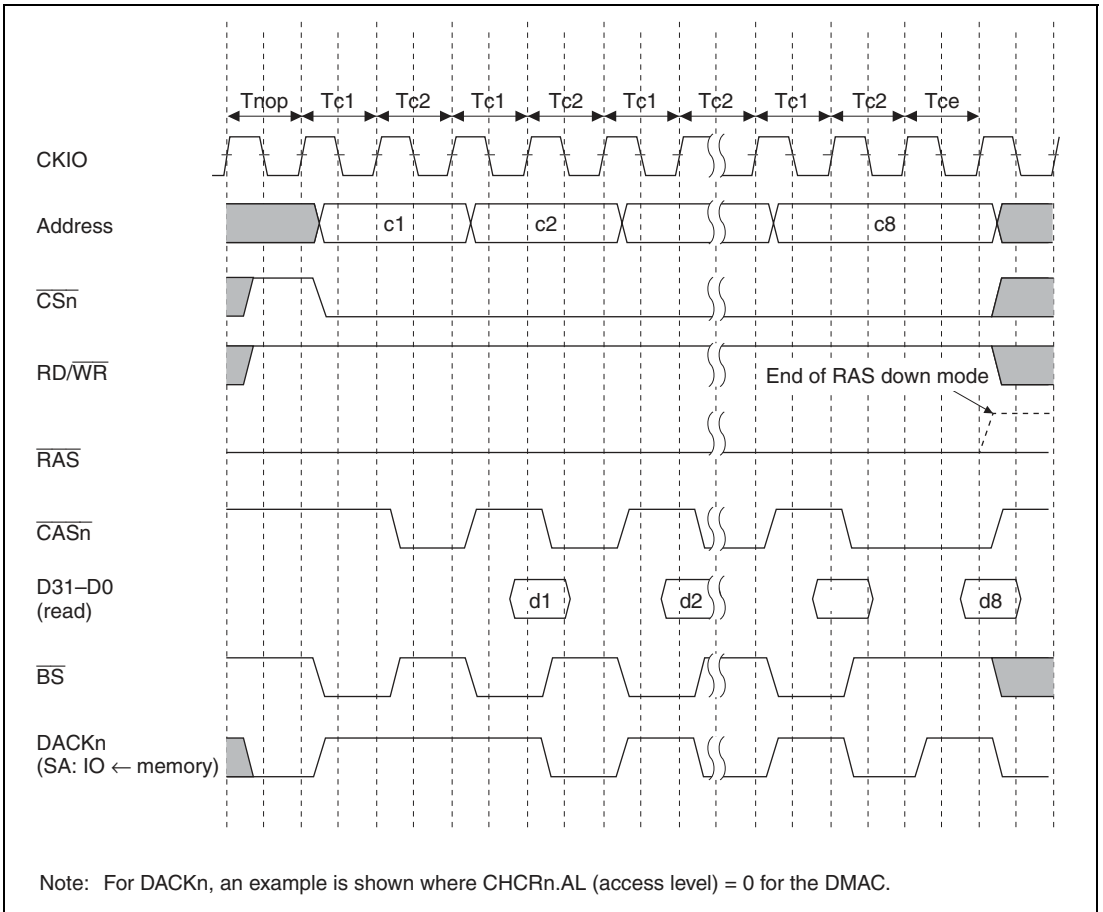 Tnop Tc1 Tc2 Tc1 Tc2 Tc1 Tc2 Tc1 Tc2 Tce
CKIO
Address c1 c2 c8
CSn
RD/WR
End of RAS down mode
RAS
CASn
D31–D0
(read) d1 d2 d8
BS
DACKn
(SA: IO ← memory)
Note: For DACKn, an example is shown where CHCRn.AL (access level) = 0 for the DMAC.